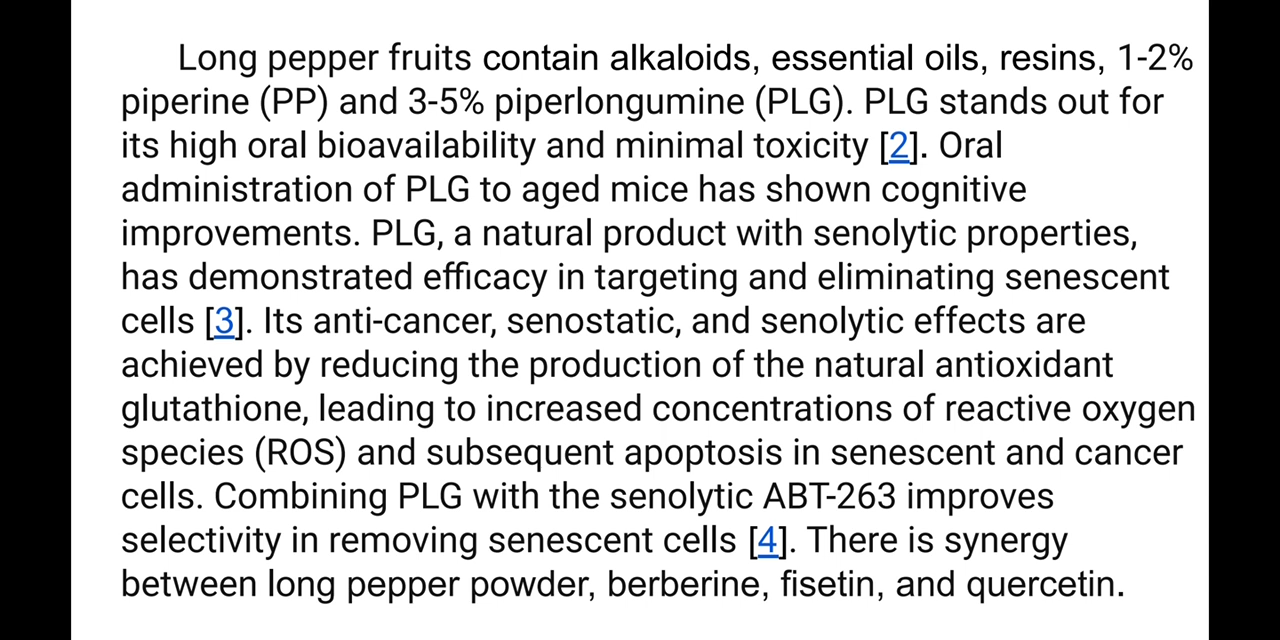 Long pepper fruits contain alkaloids, essential oils, resins, 1-2%
piperine (PP) and 3-5% piperlongumine (PLG). PLG stands out for
its high oral bioavailability and minimal toxicity [2]. Oral
administration of PLG to aged mice has shown cognitive
improvements. PLG, a natural product with senolytic properties,
has demonstrated efficacy in targeting and eliminating senescent
cells [3]. Its anti-cancer, senostatic, and senolytic effects are
achieved by reducing the production of the natural antioxidant
glutathione, leading to increased concentrations of reactive oxygen
species (ROS) and subsequent apoptosis in senescent and cancer
cells. Combining PLG with the senolytic ABT-263 improves
selectivity in removing senescent cells [4]. There is synergy
between long pepper powder, berberine, fisetin, and quercetin.